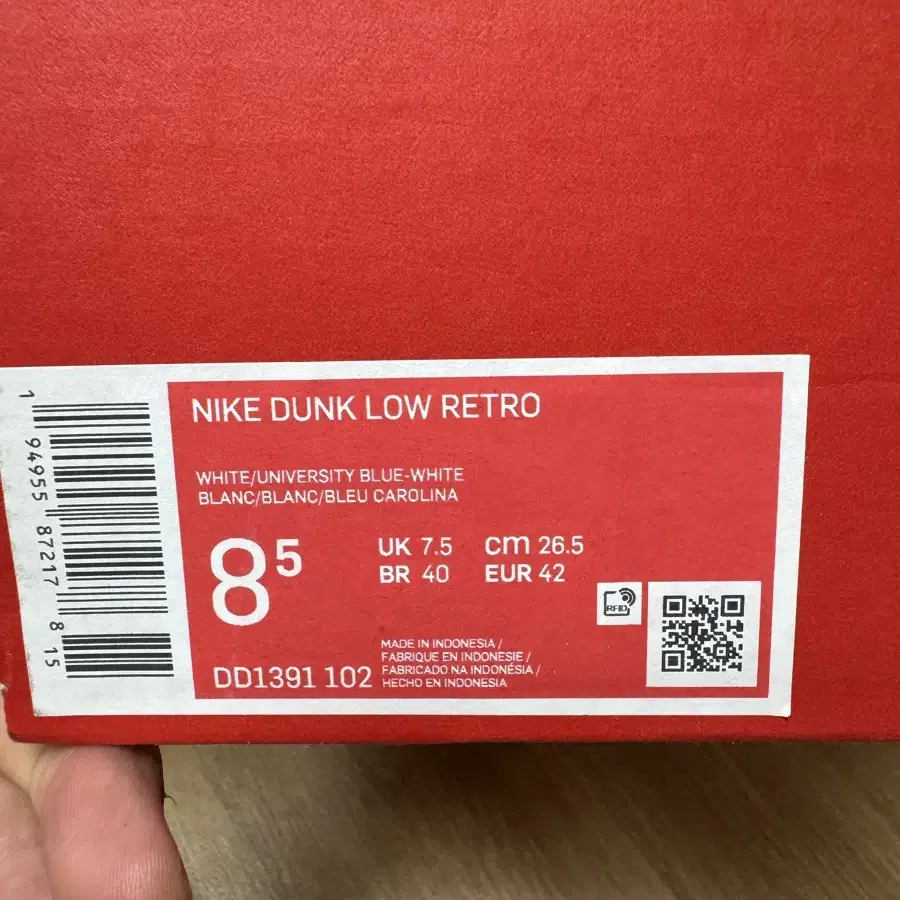 NIKE DUNK LOW RETRO
WHITE/UNIVERSITY BLUE-WHITE
BLANC/BLANC/BLEU CAROLINA
8 5
UK 7.5 cm 26.5
BR 40 EUR 42
RFID
MADE IN INDONESIA /
FABRIQUE EN INDONESIE /
FABRICADO NA INDONÉSIA /
HECHO EN INDONESIA
DD1391 102
1 94955 87217 8 15